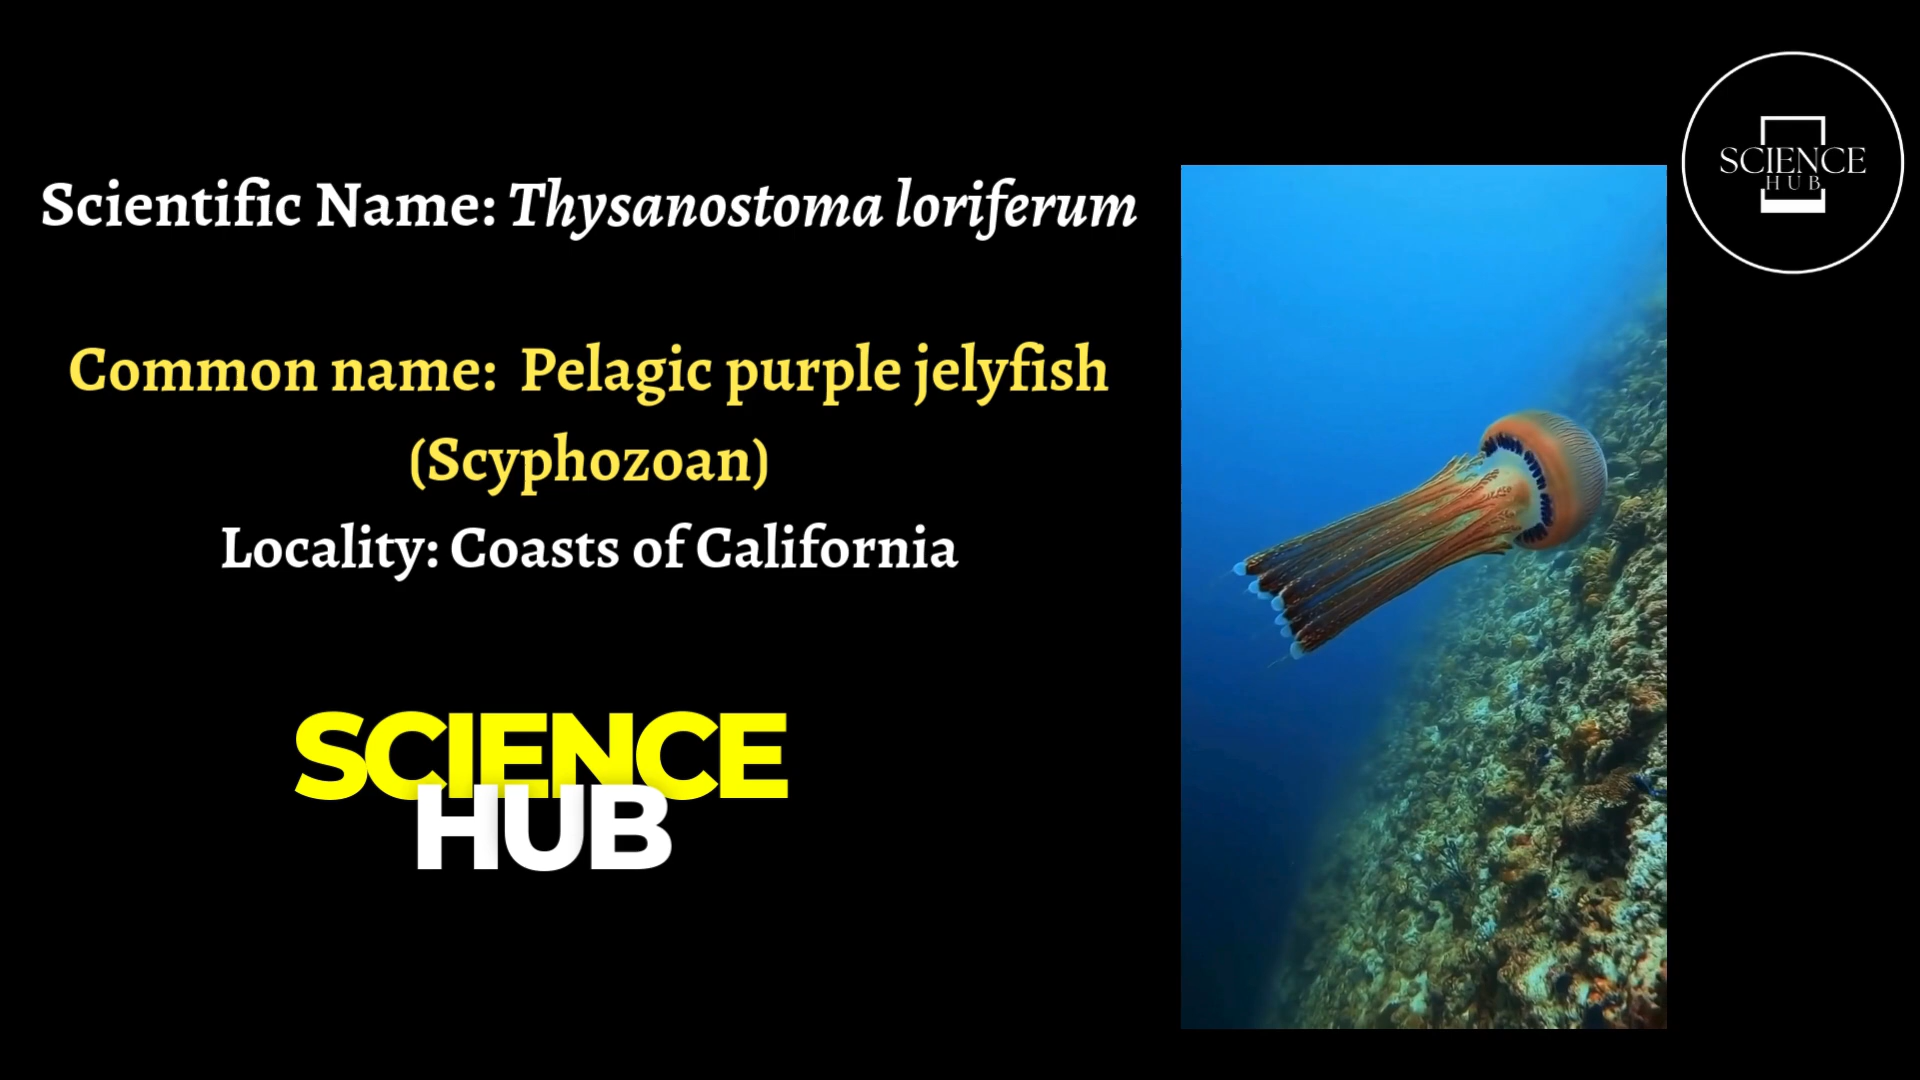 Scientific Name: Thysanostoma loriferum
Common name: Pelagic purple jelyfish
(Scyphozoan)
Locality: Coasts of California
SCIENCE
HUB
SCIENCE
HUB